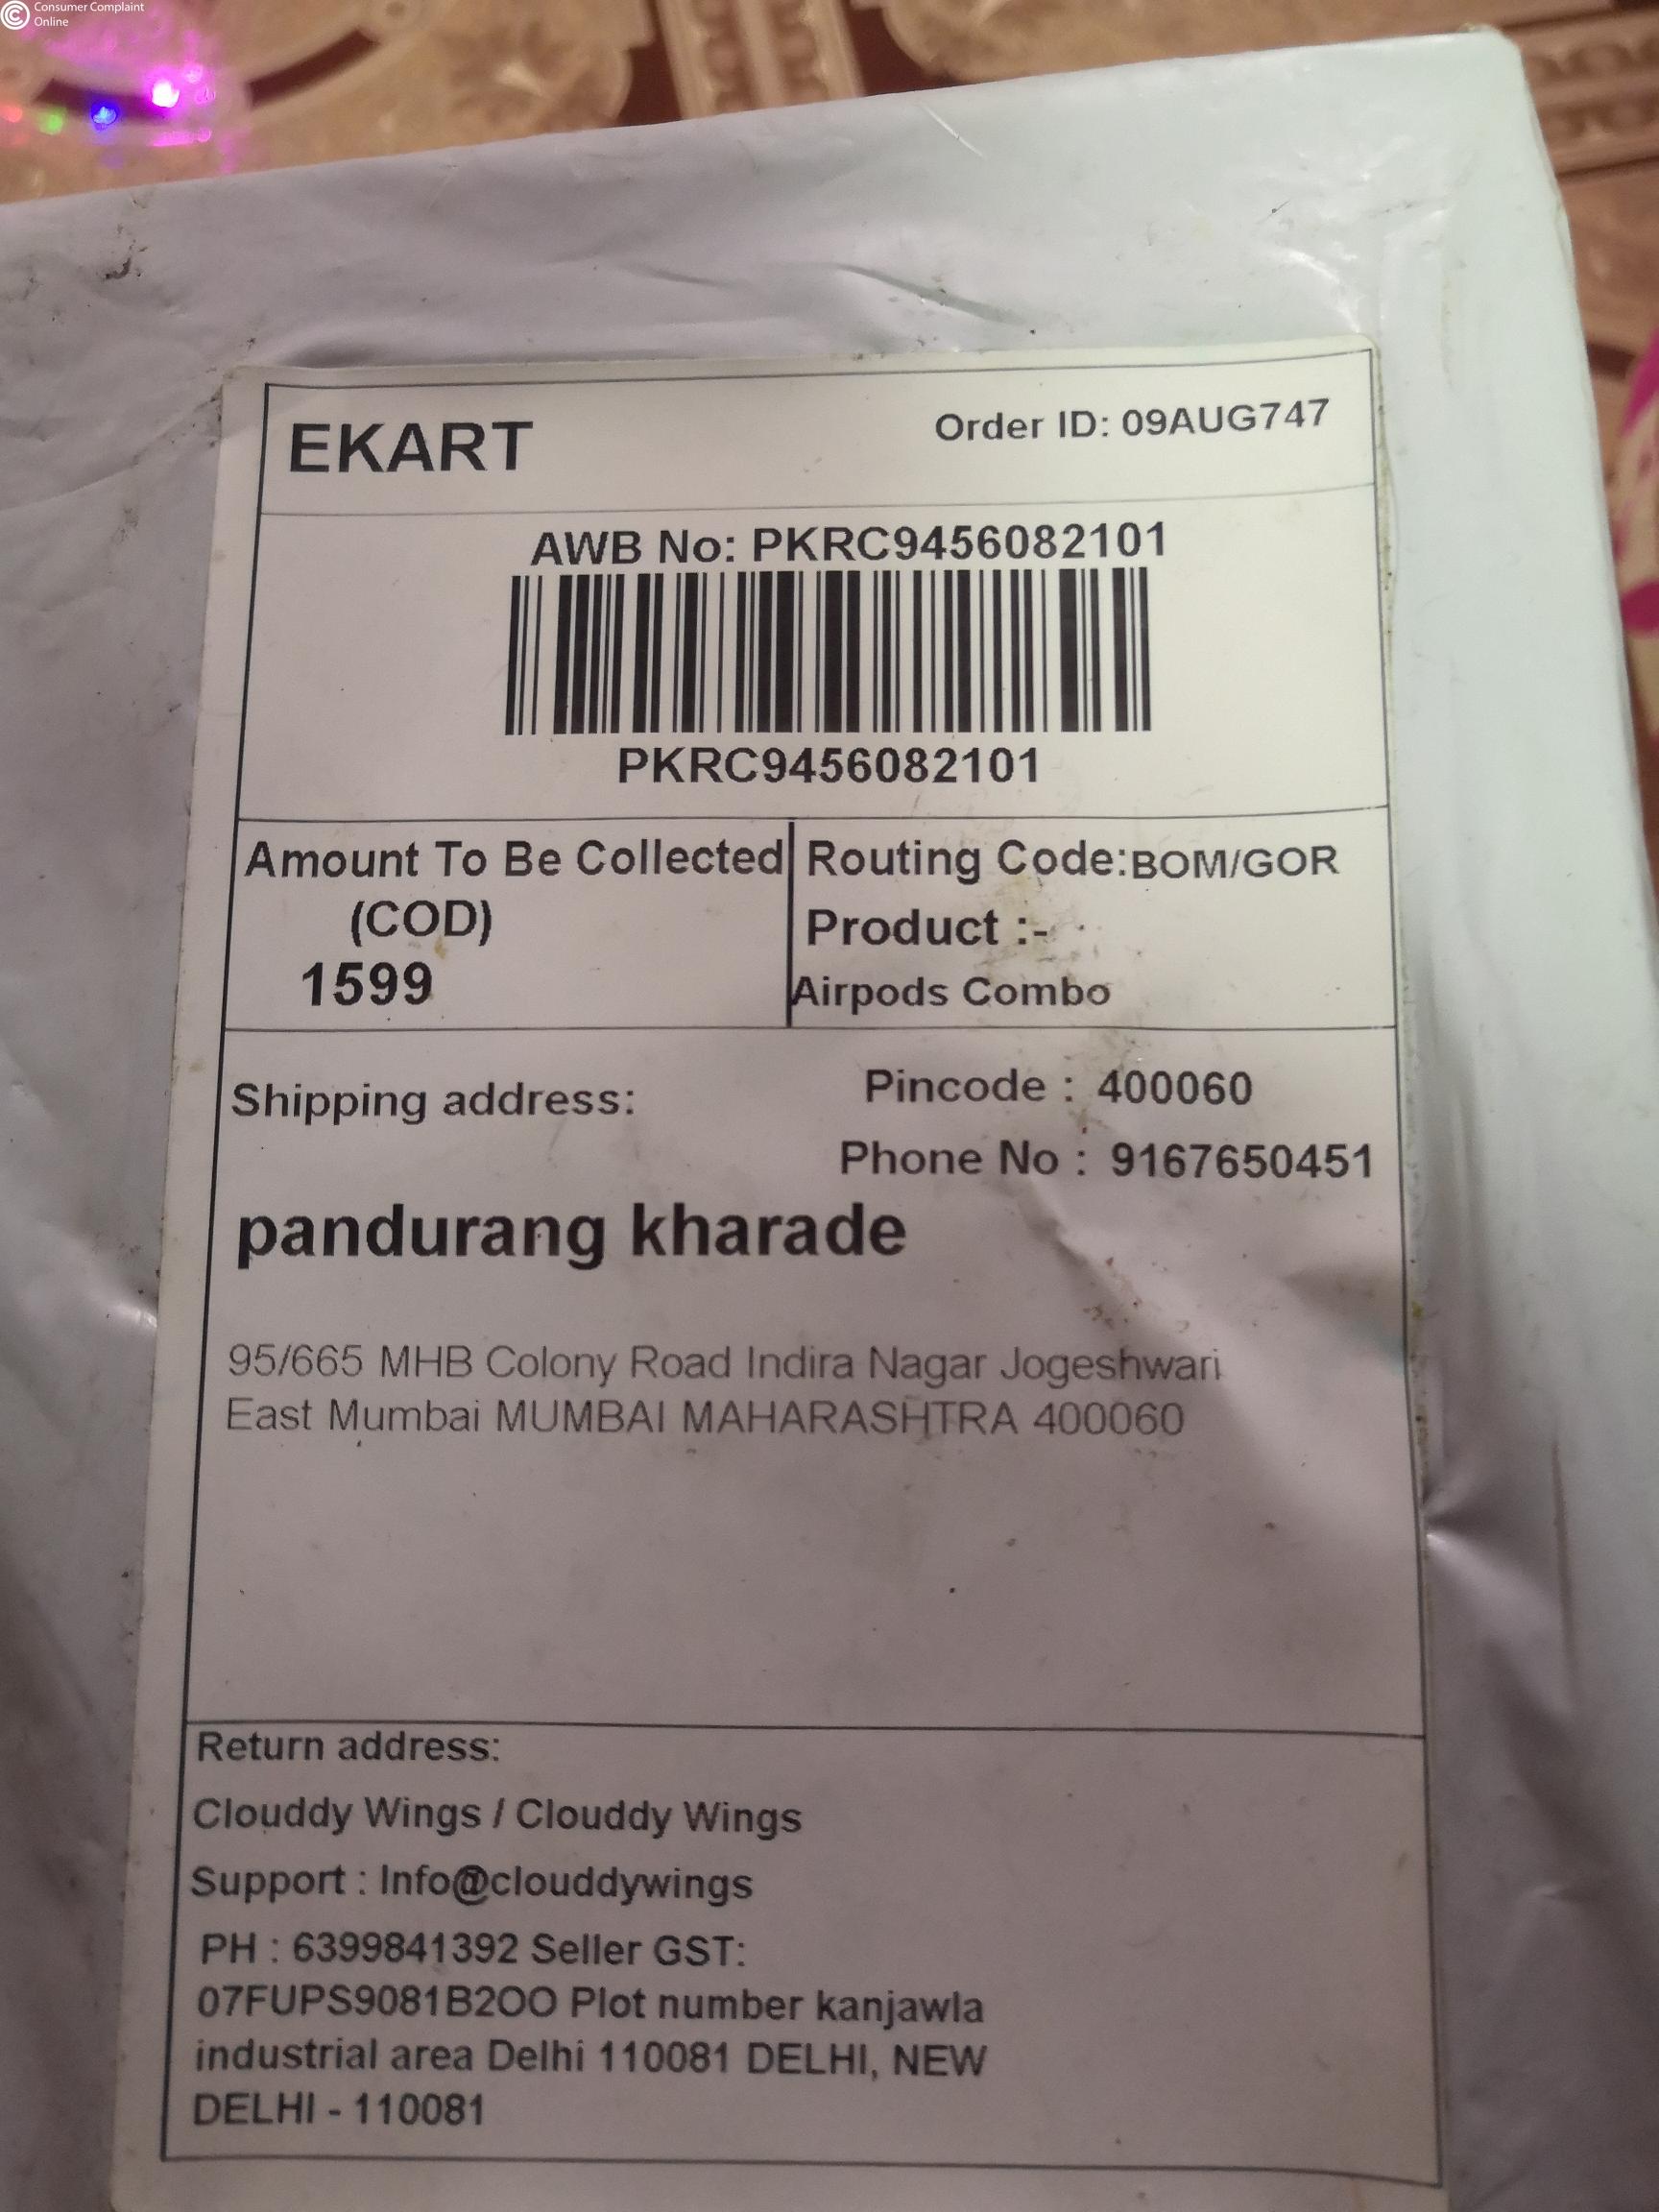 Consumer Complaint
Online
EKART
Order ID: 09AUG747
AWB No: PKRC9456082101
PKRC9456082101
Amount To Be Collected
(COD)
1599
Routing Code:BOM/GOR
Product :-
Airpods Combo
Shipping address:
Pincode : 400060
Phone No : 9167650451
pandurang kharade
95/665 MHB Colony Road Indira Nagar Jogeshwari
East Mumbai MUMBAI MAHARASHTRA 400060
Return address:
Clouddy Wings / Clouddy Wings
Support : Info@clouddywings
PH : 6399841392 Seller GST:
07FUPS9081B2OO Plot number kanjawla
industrial area Delhi 110081 DELHI, NEW
DELHI - 110081